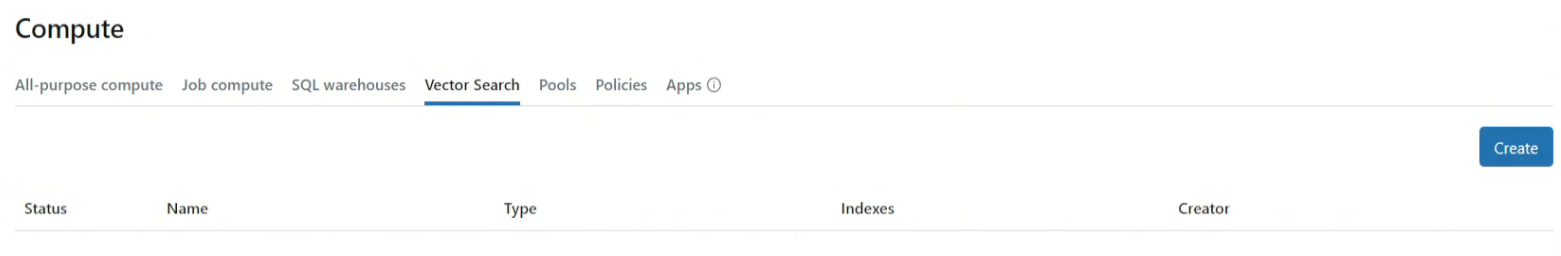 Compute
All-purpose compute Job compute SQL warehouses Vector Search Pools Policies Apps
Create
Status Name Type Indexes Creator